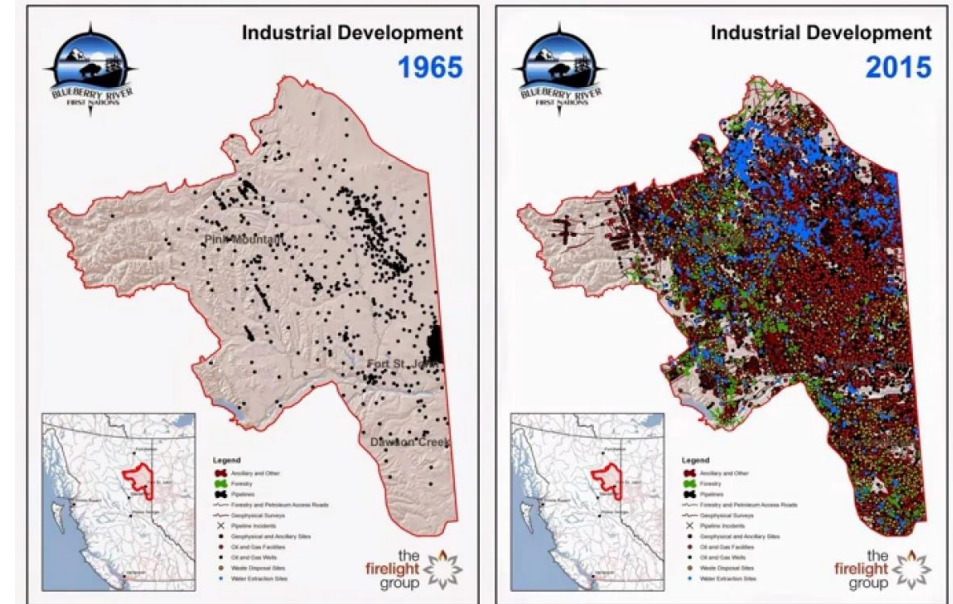 Industrial Development
1965
BLUEBERRY RIVER
FIRST NATIONS
Pink Mountain
Fort St. John
Dawson Creek
Legend
Ancillary and Other
Forestry
Pipelines
Forestry and Petroleum Access Roads
Geophysical Surveys
Pipeline Incidents
Geophysical and Ancillary Sites
Oil and Gas Facilities
Oil and Gas Wells
Waste Disposal Sites
Water Extraction Sites
the
firelight
group
Industrial Development
2015
BLUEBERRY RIVER
FIRST NATIONS
Legend
Ancillary and Other
Forestry
Pipelines
Forestry and Petroleum Access Roads
Geophysical Surveys
Pipeline Incidents
Geophysical and Ancillary Sites
Oil and Gas Facilities
Oil and Gas Wells
Waste Disposal Sites
Water Extraction Sites
the
firelight
group